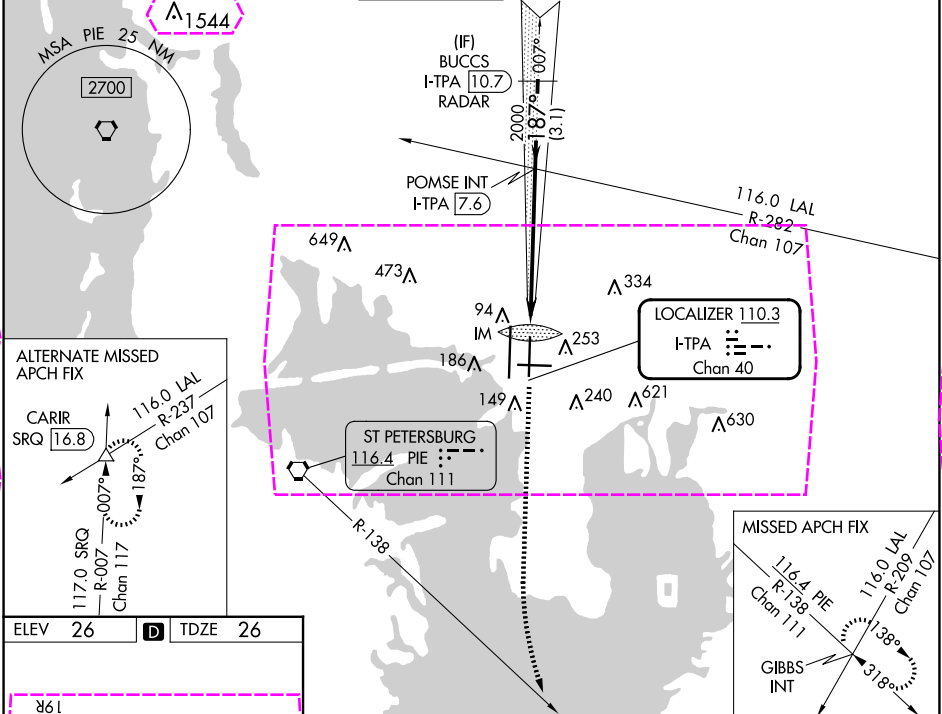 1544
MSA PIE 25 NM
2700
(IF)
BUCCS
I-TPA 10.7
RADAR
007°
2000
187°
(3.1)
POMSE INT
I-TPA 7.6
116.0 LAL
R-282
Chan 107
649
473
334
94
IM
253
186
149
240
621
630
LOCALIZER 110.3
I-TPA
Chan 40
ST PETERSBURG
116.4 PIE
Chan 111
R-138
ALTERNATE MISSED
APCH FIX
CARIR
SRQ 16.8
116.0 LAL
R-237
Chan 107
007°
187°
117.0 SRQ
R-007
Chan 117
MISSED APCH FIX
116.4 PIE
R-138
Chan 111
116.0 LAL
R-209
Chan 107
138°
318°
GIBBS
INT
ELEV 26 D TDZE 26
19R